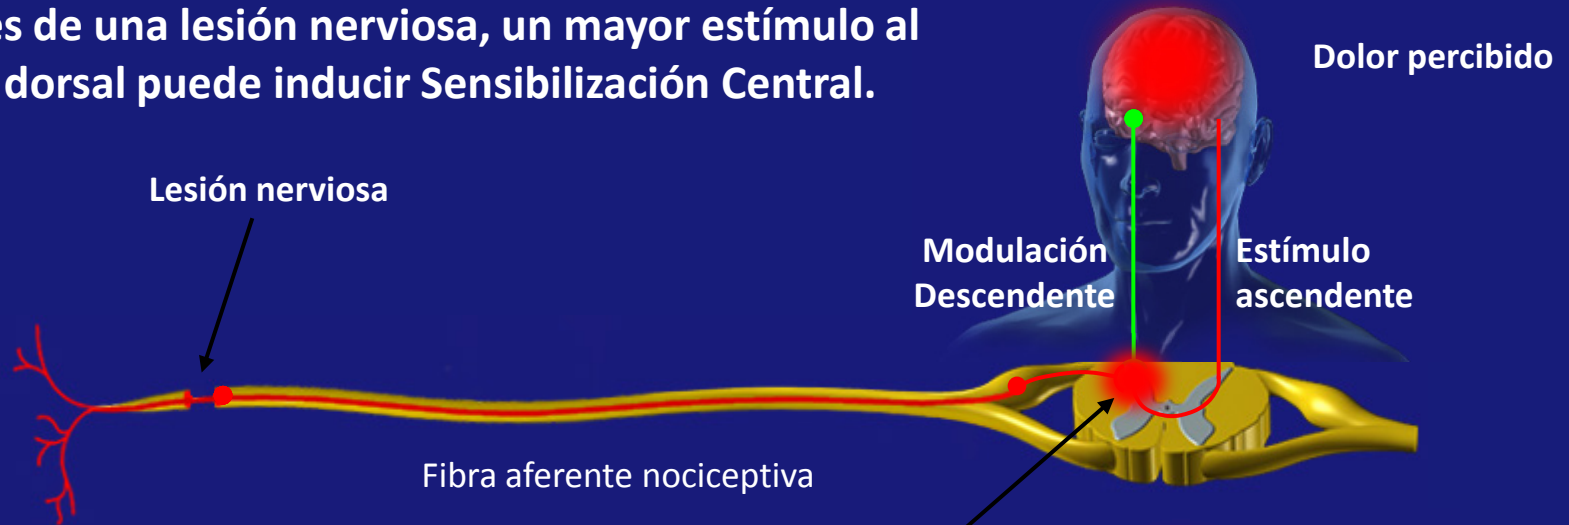 de una lesión nerviosa, un mayor estímulo al
dorsal puede inducir Sensibilización Central.
Dolor percibido
Lesión nerviosa
Modulación
Descendente
Estímulo
ascendente
Fibra aferente nociceptiva